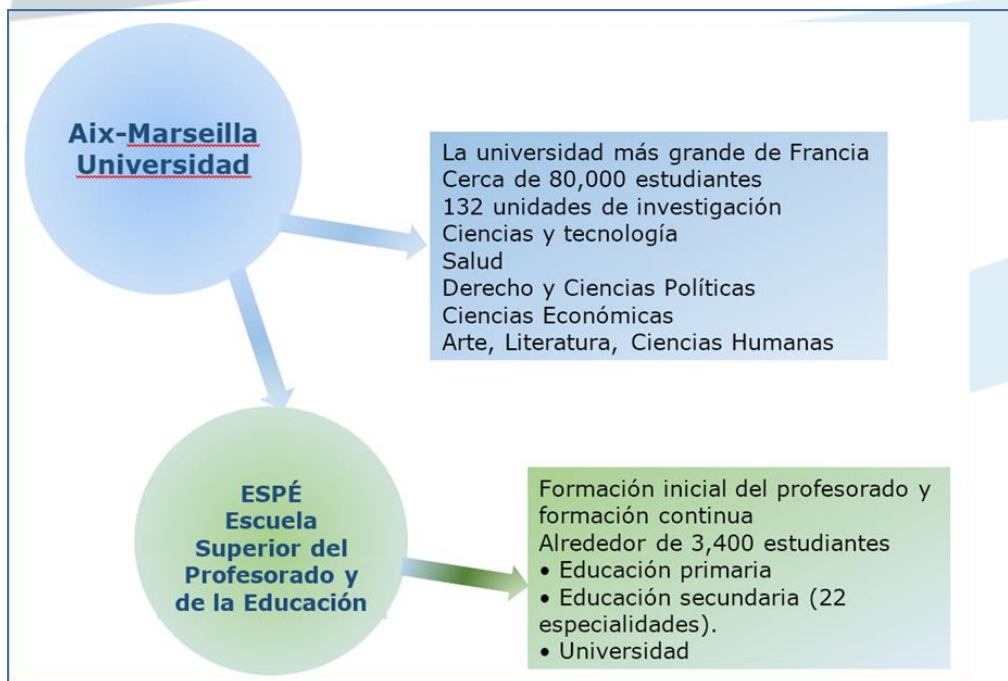 Aix-Marseilla
Universidad
La universidad más grande de Francia
Cerca de 80,000 estudiantes
132 unidades de investigación
Ciencias y tecnología
Salud
Derecho y Ciencias Políticas
Ciencias Económicas
Arte, Literatura, Ciencias Humanas
ESPÉ
Escuela
Superior del
Profesorado y
de la Educación
Formación inicial del profesorado y
formación continua
Alrededor de 3,400 estudiantes
• Educación primaria
• Educación secundaria (22
especialidades).
• Universidad